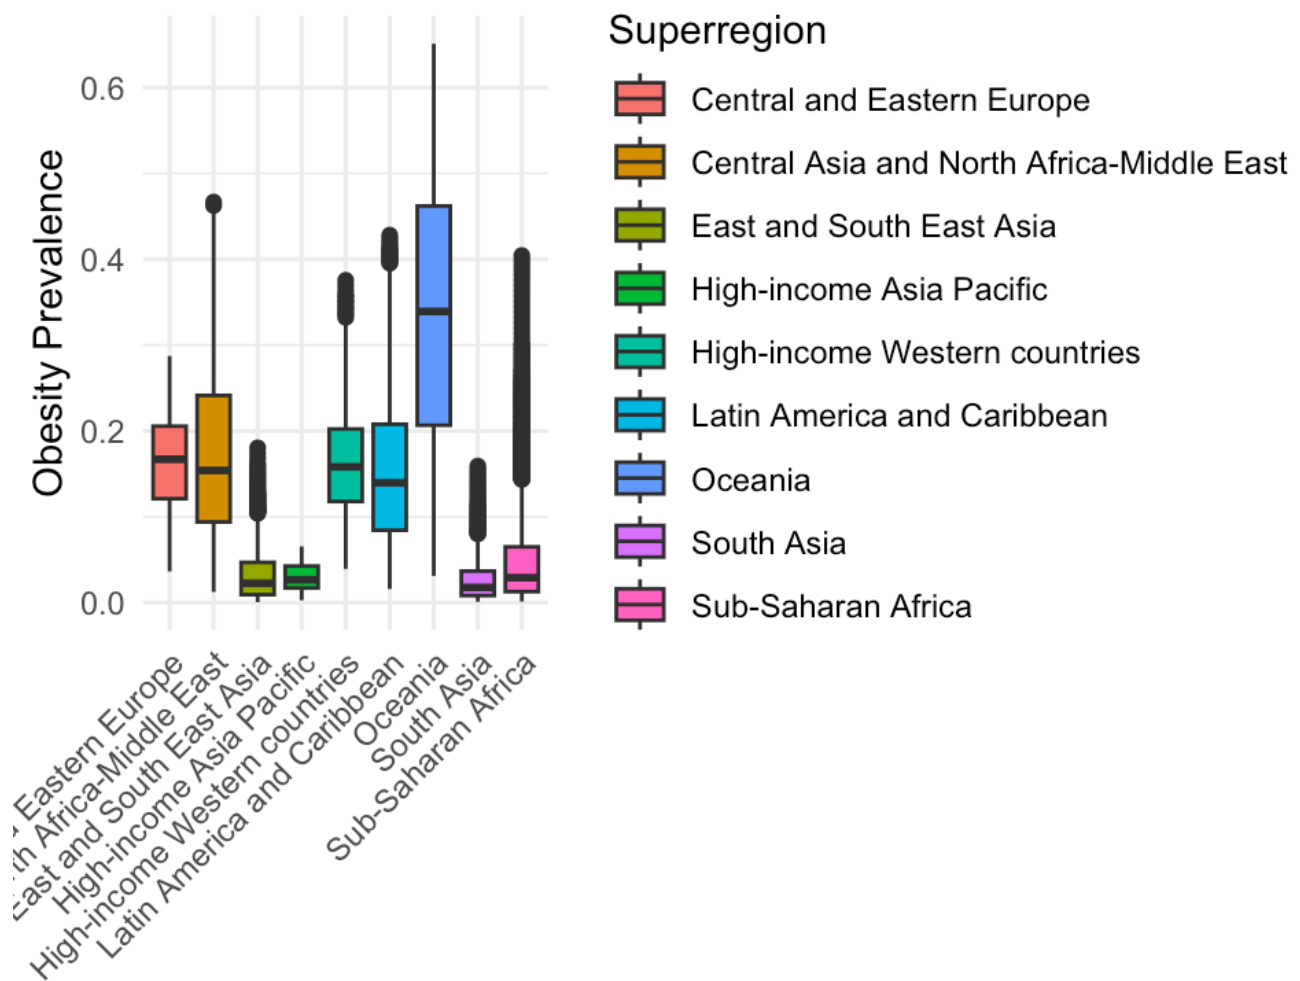 Superregion
Obesity Prevalence
0.6
0.4
0.2
0.0
Central and Eastern Europe
Central Asia and North Africa-Middle East
East and South East Asia
High-income Asia Pacific
High-income Western countries
Latin America and Caribbean
Oceania
South Asia
Sub-Saharan Africa
Eastern Europe
Africa-Middle East
East and South East Asia
High-income Asia Pacific
High-income Western countries
Latin America and Caribbean
Oceania
South Asia
Sub-Saharan Africa